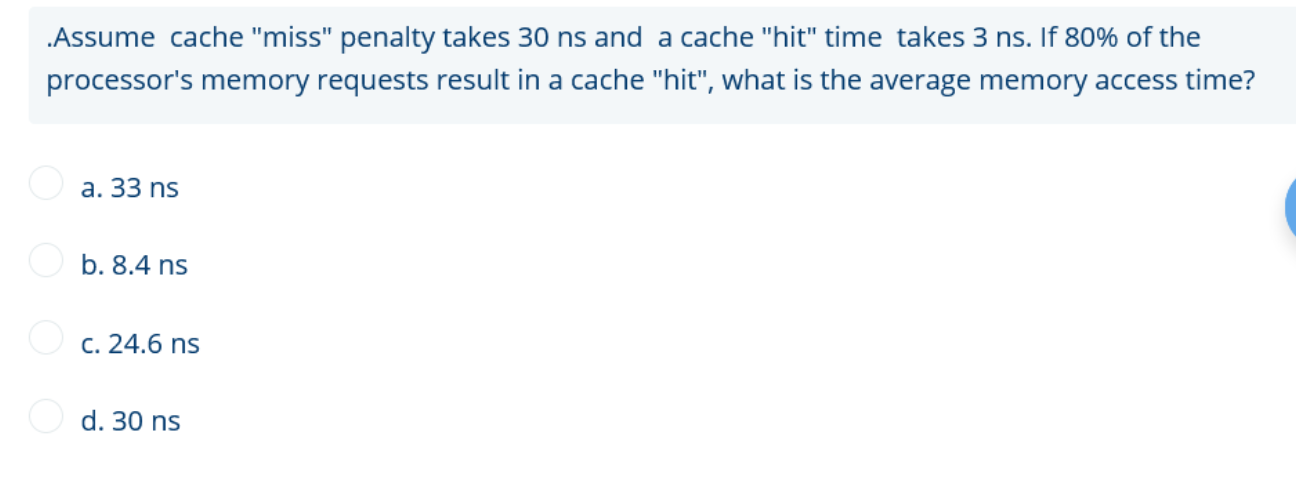 .Assume cache "miss" penalty takes 30 ns and a cache "hit" time takes 3 ns. If 80% of the
processor's memory requests result in a cache "hit", what is the average memory access time?
a. 33 ns
b. 8.4 ns
c. 24.6 ns
d. 30 ns